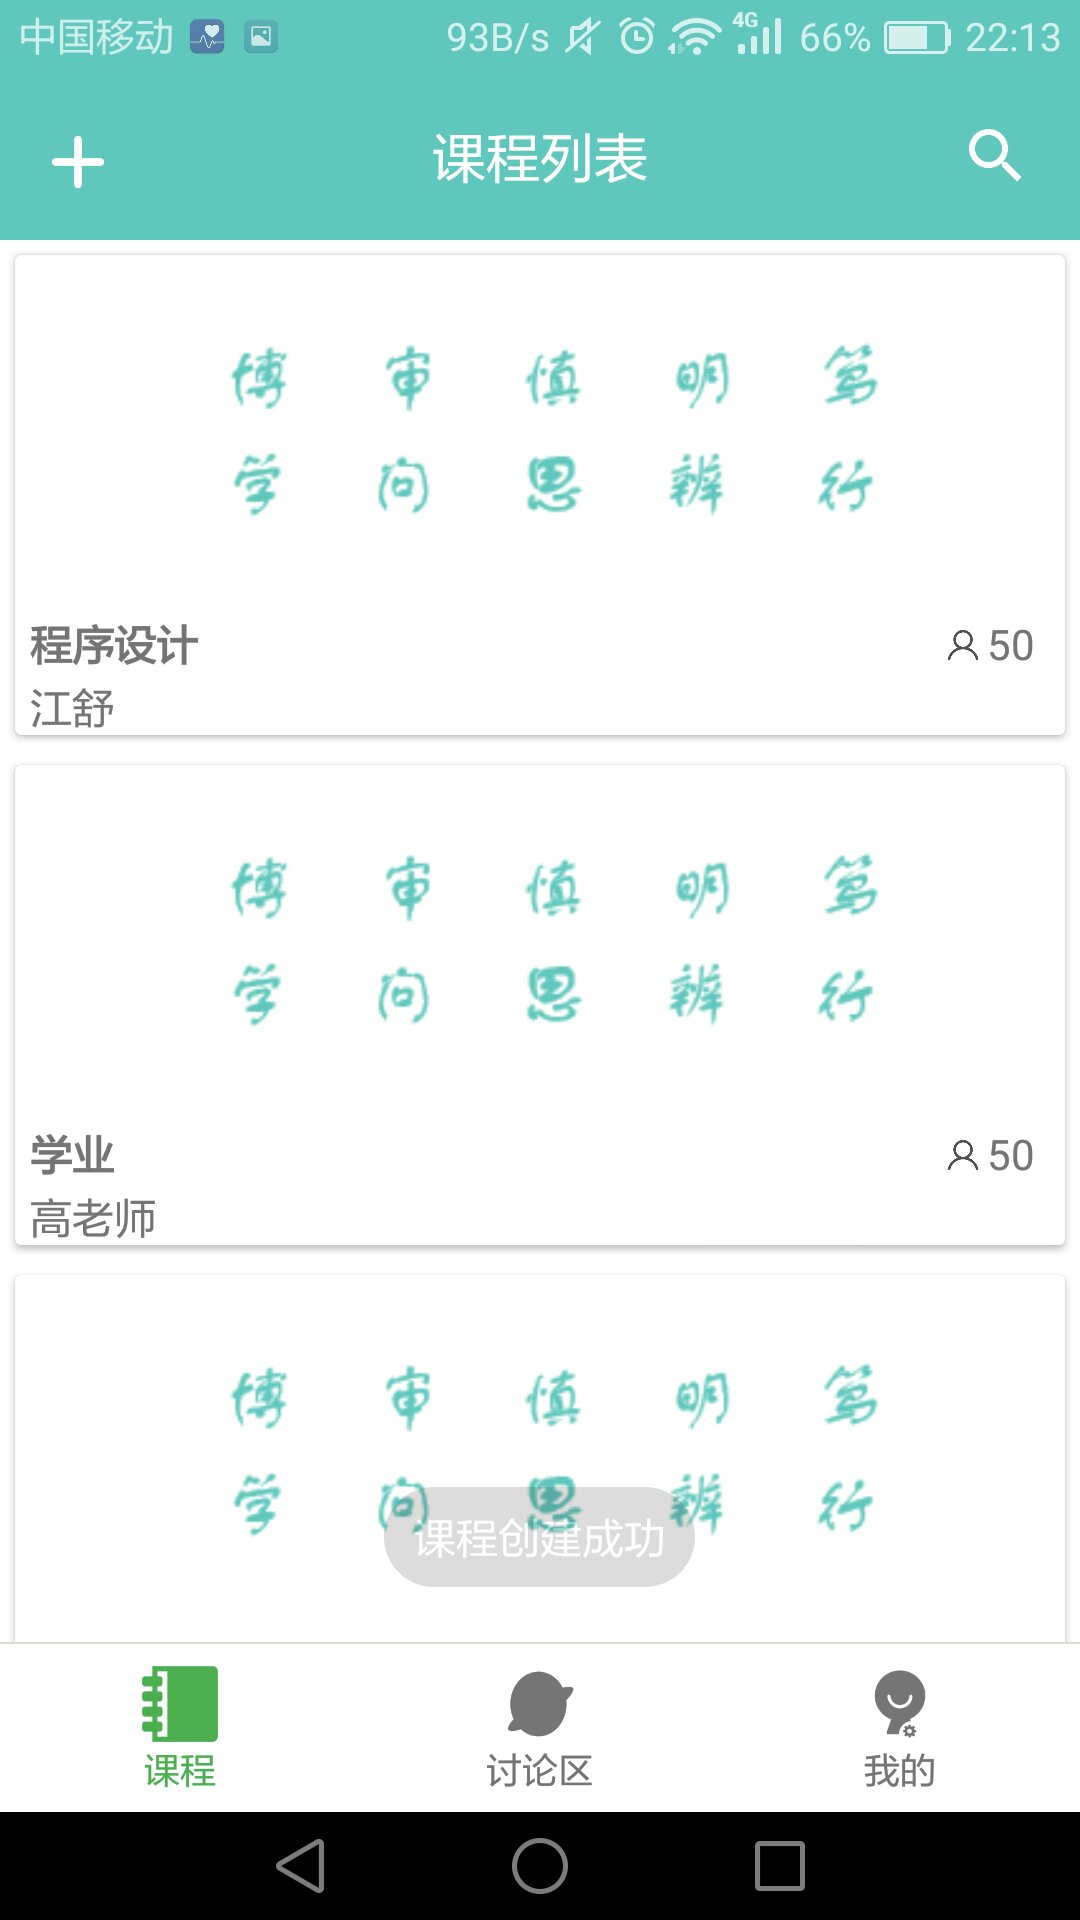 中国移动 93B/s 4G 66% 22:13
课程列表
博 审 慎 明 笃
学 问 思 辨 行
程序设计 50
江舒
博 审 慎 明 笃
学 问 思 辨 行
学业 50
高老师
博 审 慎 明 笃
学 问 思 辨 行
课程创建成功
课程 讨论区 我的